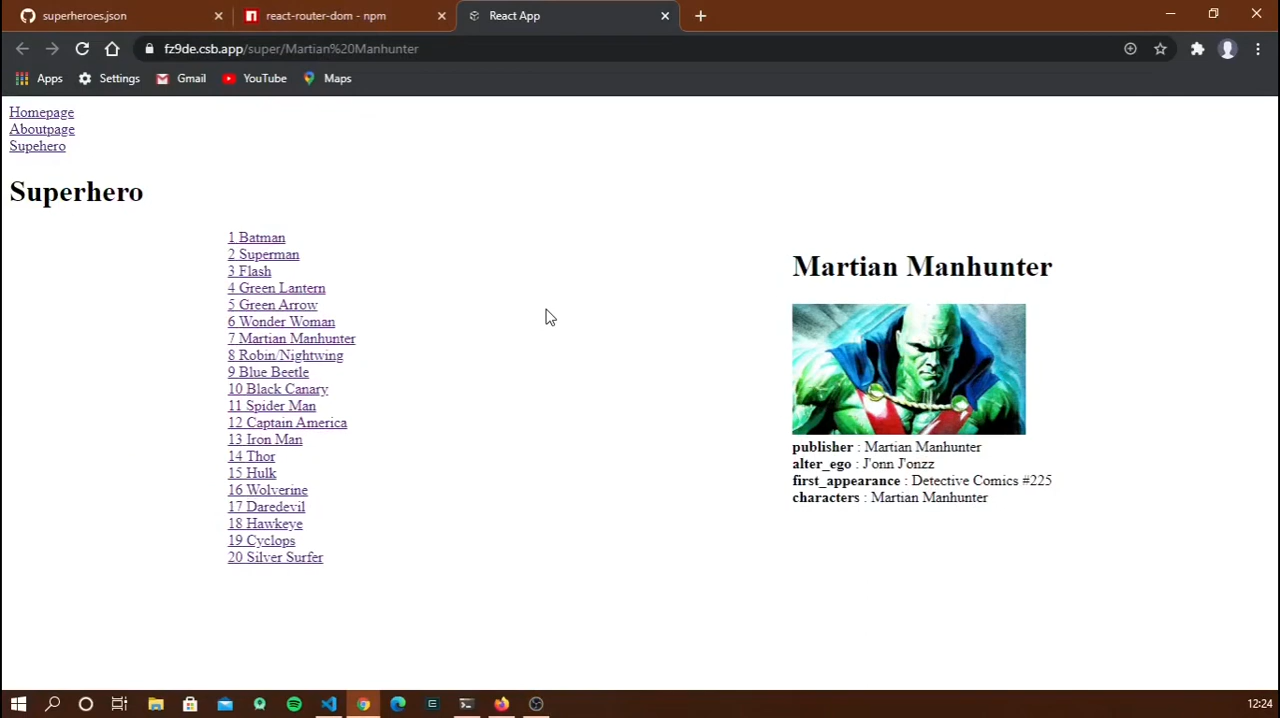 superheroes.json
react-router-dom - npm
React App
fz9de.csb.app/super/Martian%20Manhunter
Apps Settings Gmail YouTube Maps
Homepage
Aboutpage
Supehero
Superhero
1 Batman
2 Superman
3 Flash
4 Green Lantern
5 Green Arrow
6 Wonder Woman
7 Martian Manhunter
8 Robin/Nightwing
9 Blue Beetle
10 Black Canary
11 Spider Man
12 Captain America
13 Iron Man
14 Thor
15 Hulk
16 Wolverine
17 Daredevil
18 Hawkeye
19 Cyclops
20 Silver Surfer
Martian Manhunter
publisher : Martian Manhunter
alter_ego : J'onn J'onzz
first_appearance : Detective Comics #225
characters : Martian Manhunter
12:24